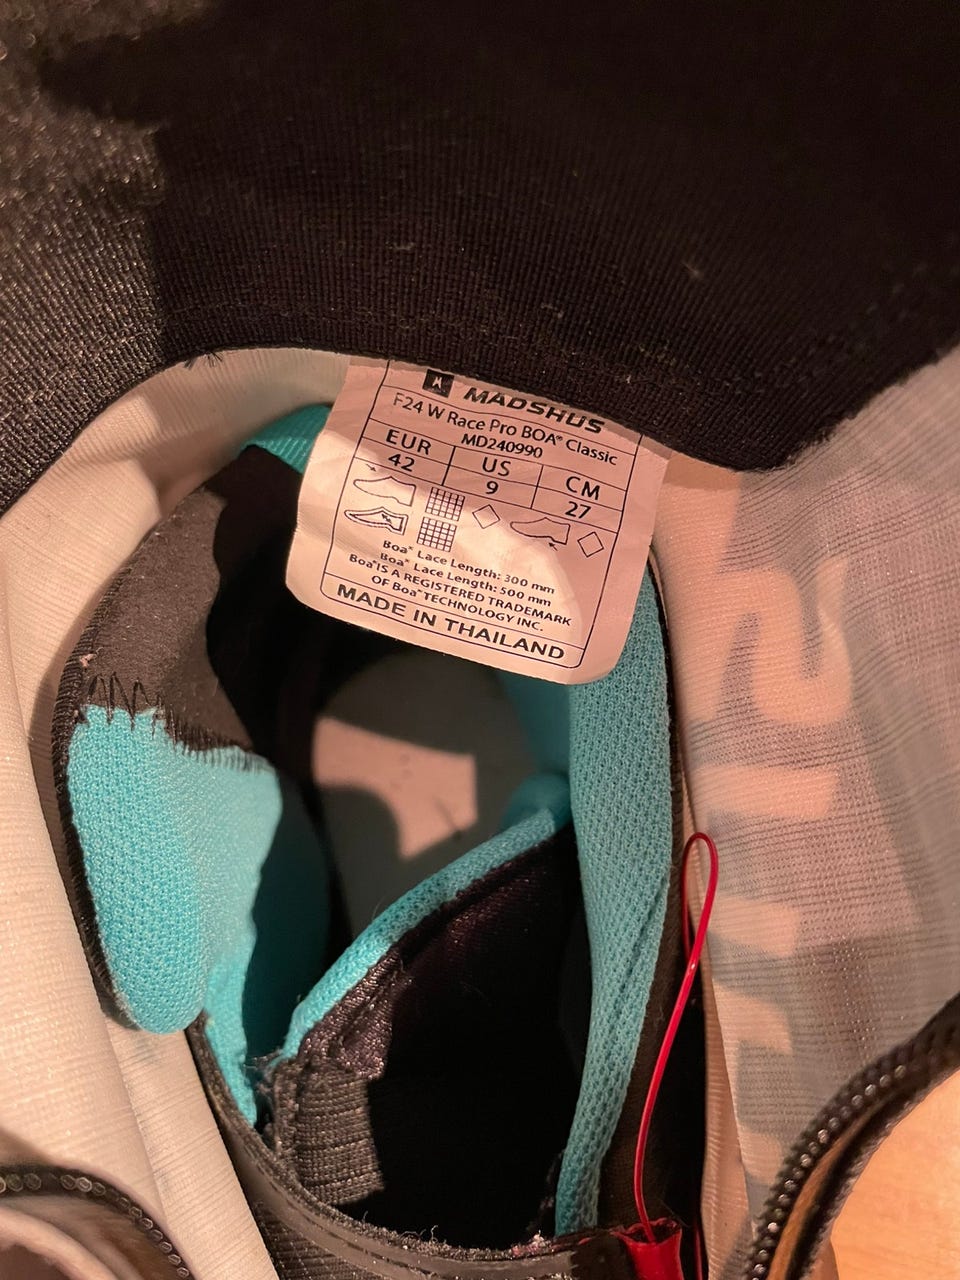 MADSHUS
F24 W Race Pro BOA® Classic
MD240990
EUR US CM
42 9 27
Boa® Lace Length: 300 mm
Boa® Lace Length: 500 mm
Boa®IS A REGISTERED TRADEMARK
OF Boa®TECHNOLOGY INC.
MADE IN THAILAND